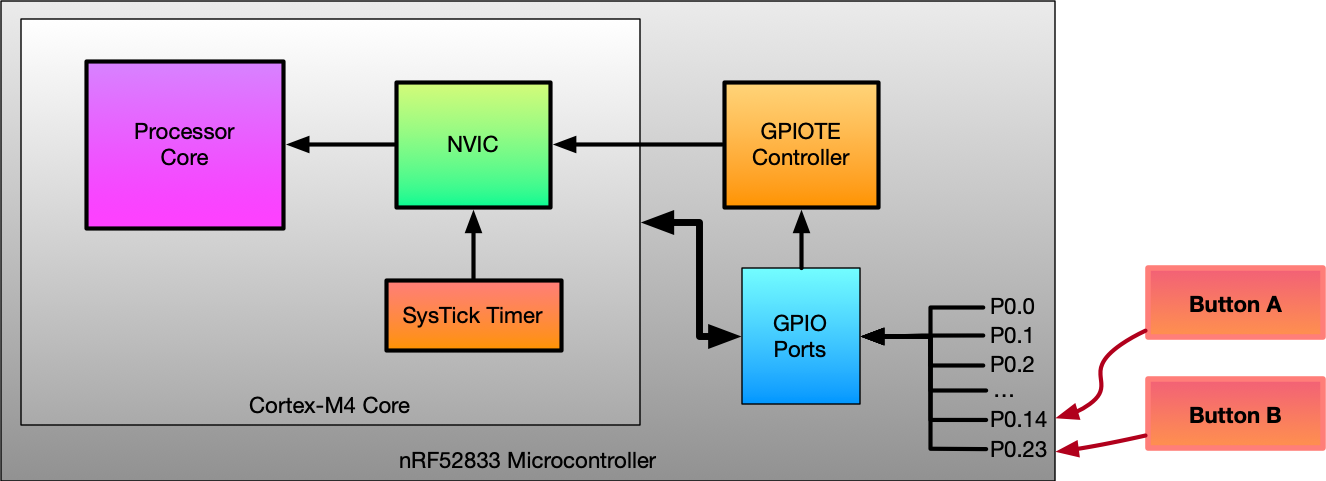 Processor
Core
NVIC
GPIOTE
Controller
SysTick Timer
GPIO
Ports
P0.0
P0.1
P0.2
...
P0.14
P0.23
Button A
Button B
Cortex-M4 Core
nRF52833 Microcontroller